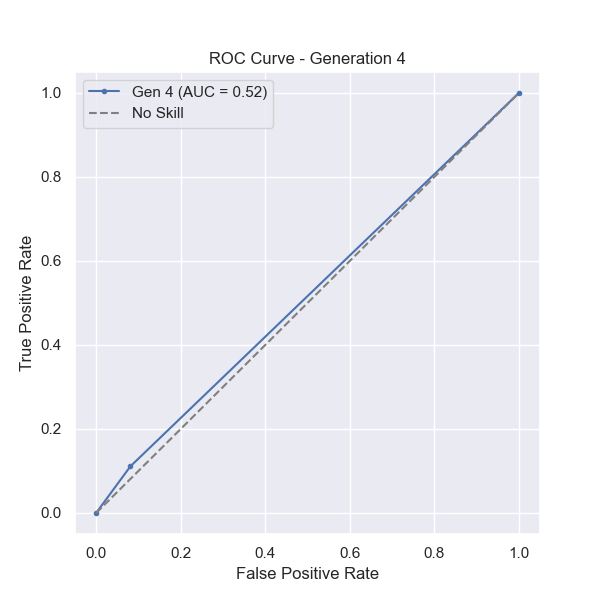 ROC Curve - Generation 4
Gen 4 (AUC = 0.52)
No Skill
1.0
0.8
0.6
0.4
0.2
0.0
True Positive Rate
0.0 0.2 0.4 0.6 0.8 1.0
False Positive Rate